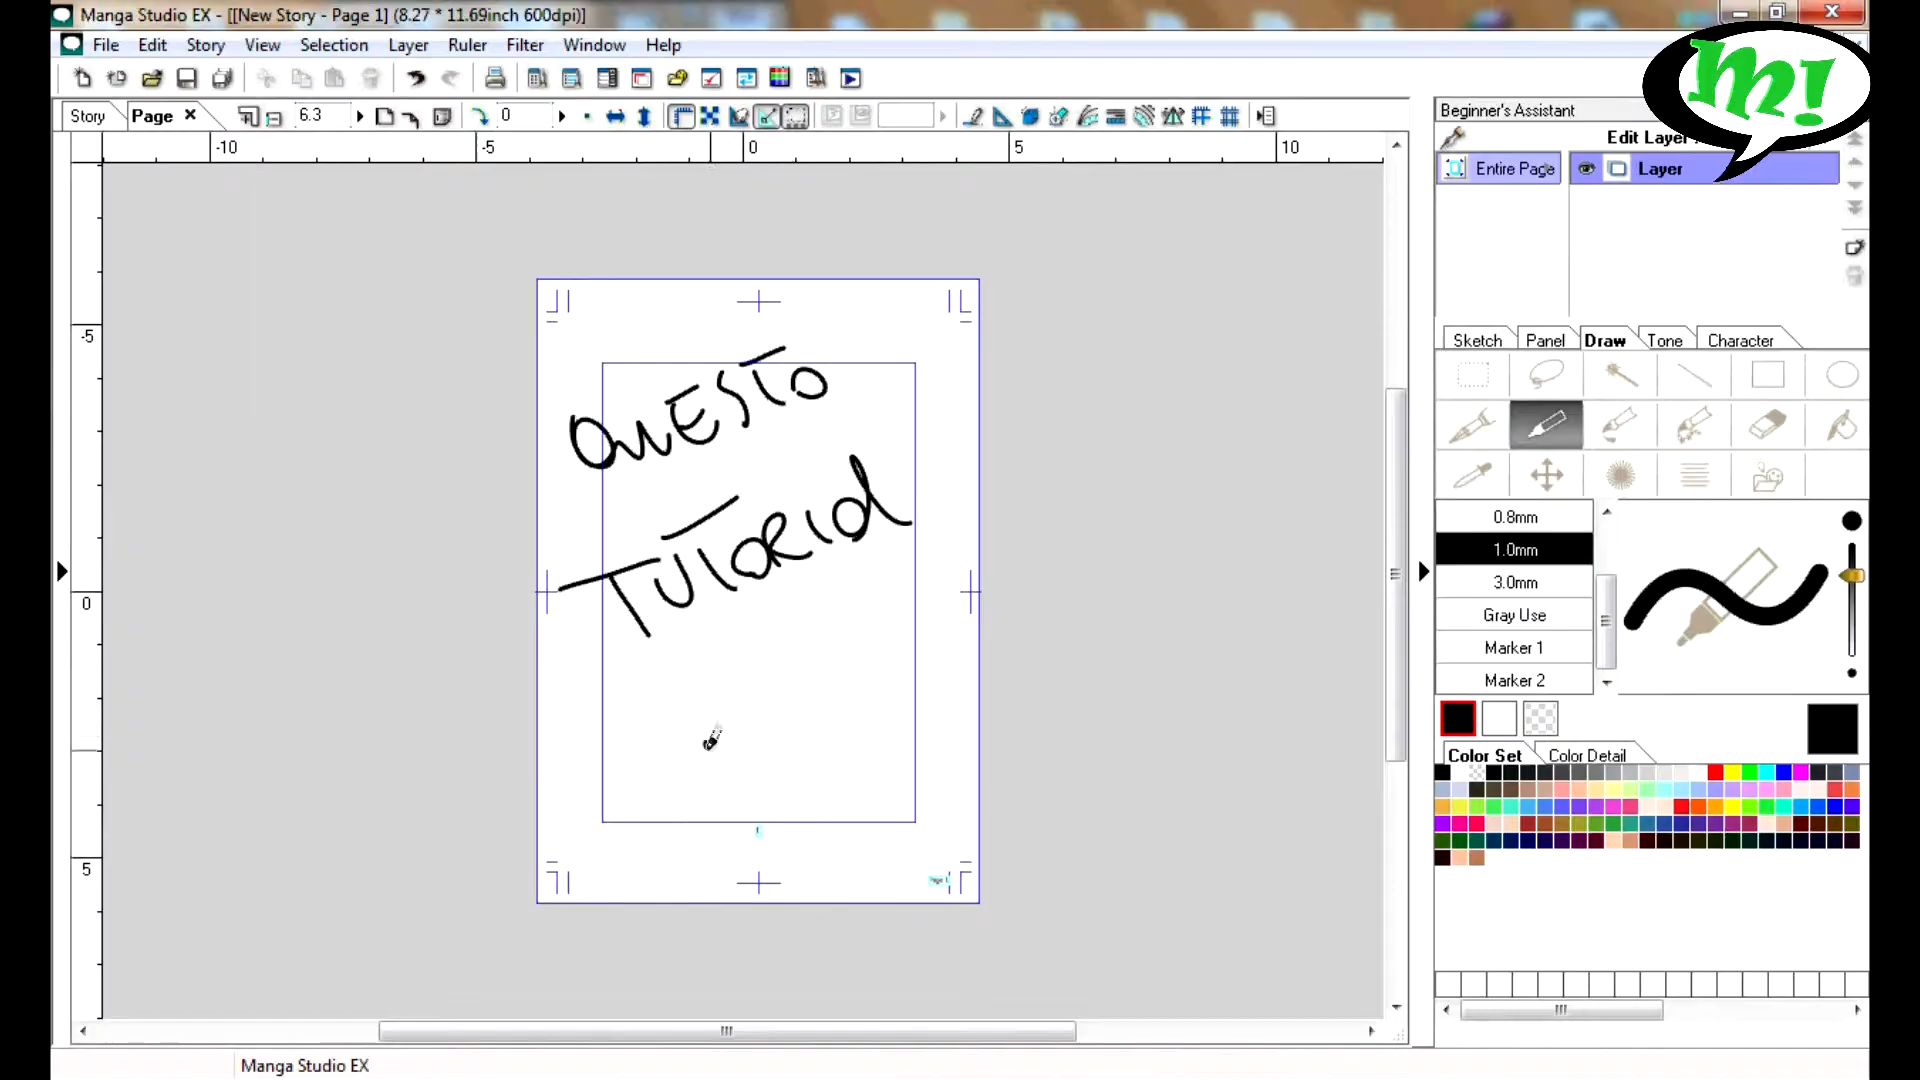 Manga Studio EX - [[New Story - Page 1] (8.27 * 11.69inch 600dpi)]
File Edit Story View Selection Layer Ruler Filter Window Help
M!
Story Page 6.3 0
Beginner's Assistant
Edit Layer
-10 -5 0 5 10
Entire Page Layer
-5
0
5
QUESTO
TUTORIAL
Page 1
Sketch Panel Draw Tone Character
0.8mm
1.0mm
3.0mm
Gray Use
Marker 1
Marker 2
Color Set Color Detail
Manga Studio EX